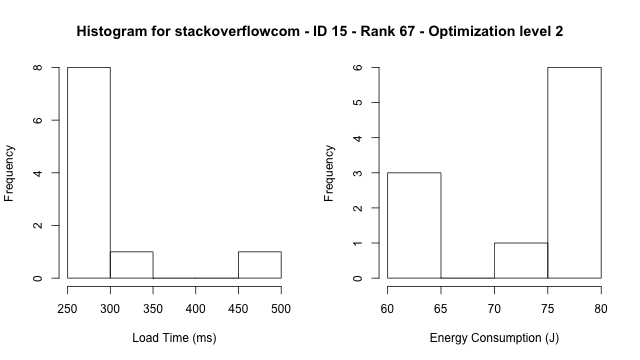 Histogram for stackoverflowcom - ID 15 - Rank 67 - Optimization level 2
Frequency
8
6
4
2
0
250 300 350 400 450 500
Load Time (ms)
Frequency
6
5
4
3
2
1
0
60 65 70 75 80
Energy Consumption (J)